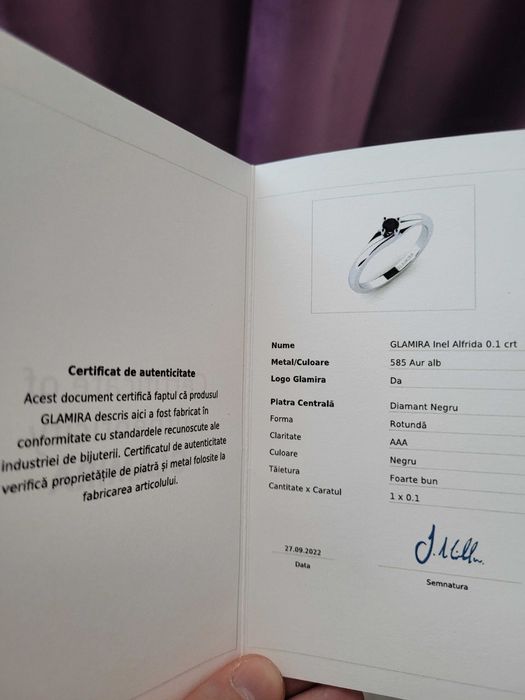 Certificat de autenticitate
Acest document certifică faptul că produsul
GLAMIRA descris aici a fost fabricat în
conformitate cu standardele recunoscute ale
industriei de bijuterii. Certificatul de autenticitate
verifică proprietățile de piatră și metal folosite la
fabricarea articolului.
Nume GLAMIRA Inel Alfrida 0.1 crt
Metal/Culoare 585 Aur alb
Logo Glamira Da
Piatra Centrală Diamant Negru
Forma Rotundă
Claritate AAA
Culoare Negru
Tăietura Foarte bun
Cantitate x Caratul 1 x 0.1
27.09.2022
Data
Semnatura